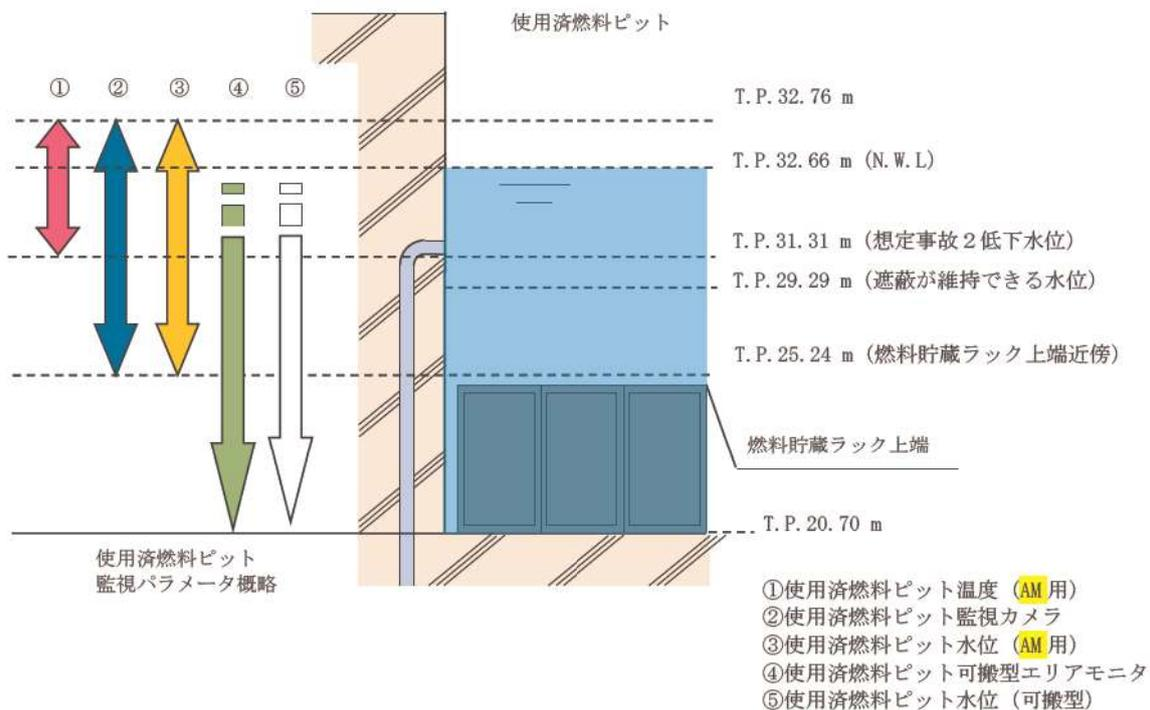 使用済燃料ピット
① ② ③ ④ ⑤
T.P.32.76 m
T.P.32.66 m (N.W.L)
T.P.31.31 m (想定事故2低下水位)
T.P.29.29 m (遮蔽が維持できる水位)
T.P.25.24 m (燃料貯蔵ラック上端近傍)
燃料貯蔵ラック上端
T.P.20.70 m
使用済燃料ピット
監視パラメータ概略
①使用済燃料ピット温度 (AM用)
②使用済燃料ピット監視カメラ
③使用済燃料ピット水位 (AM用)
④使用済燃料ピット可搬型エリアモニタ
⑤使用済燃料ピット水位 (可搬型)